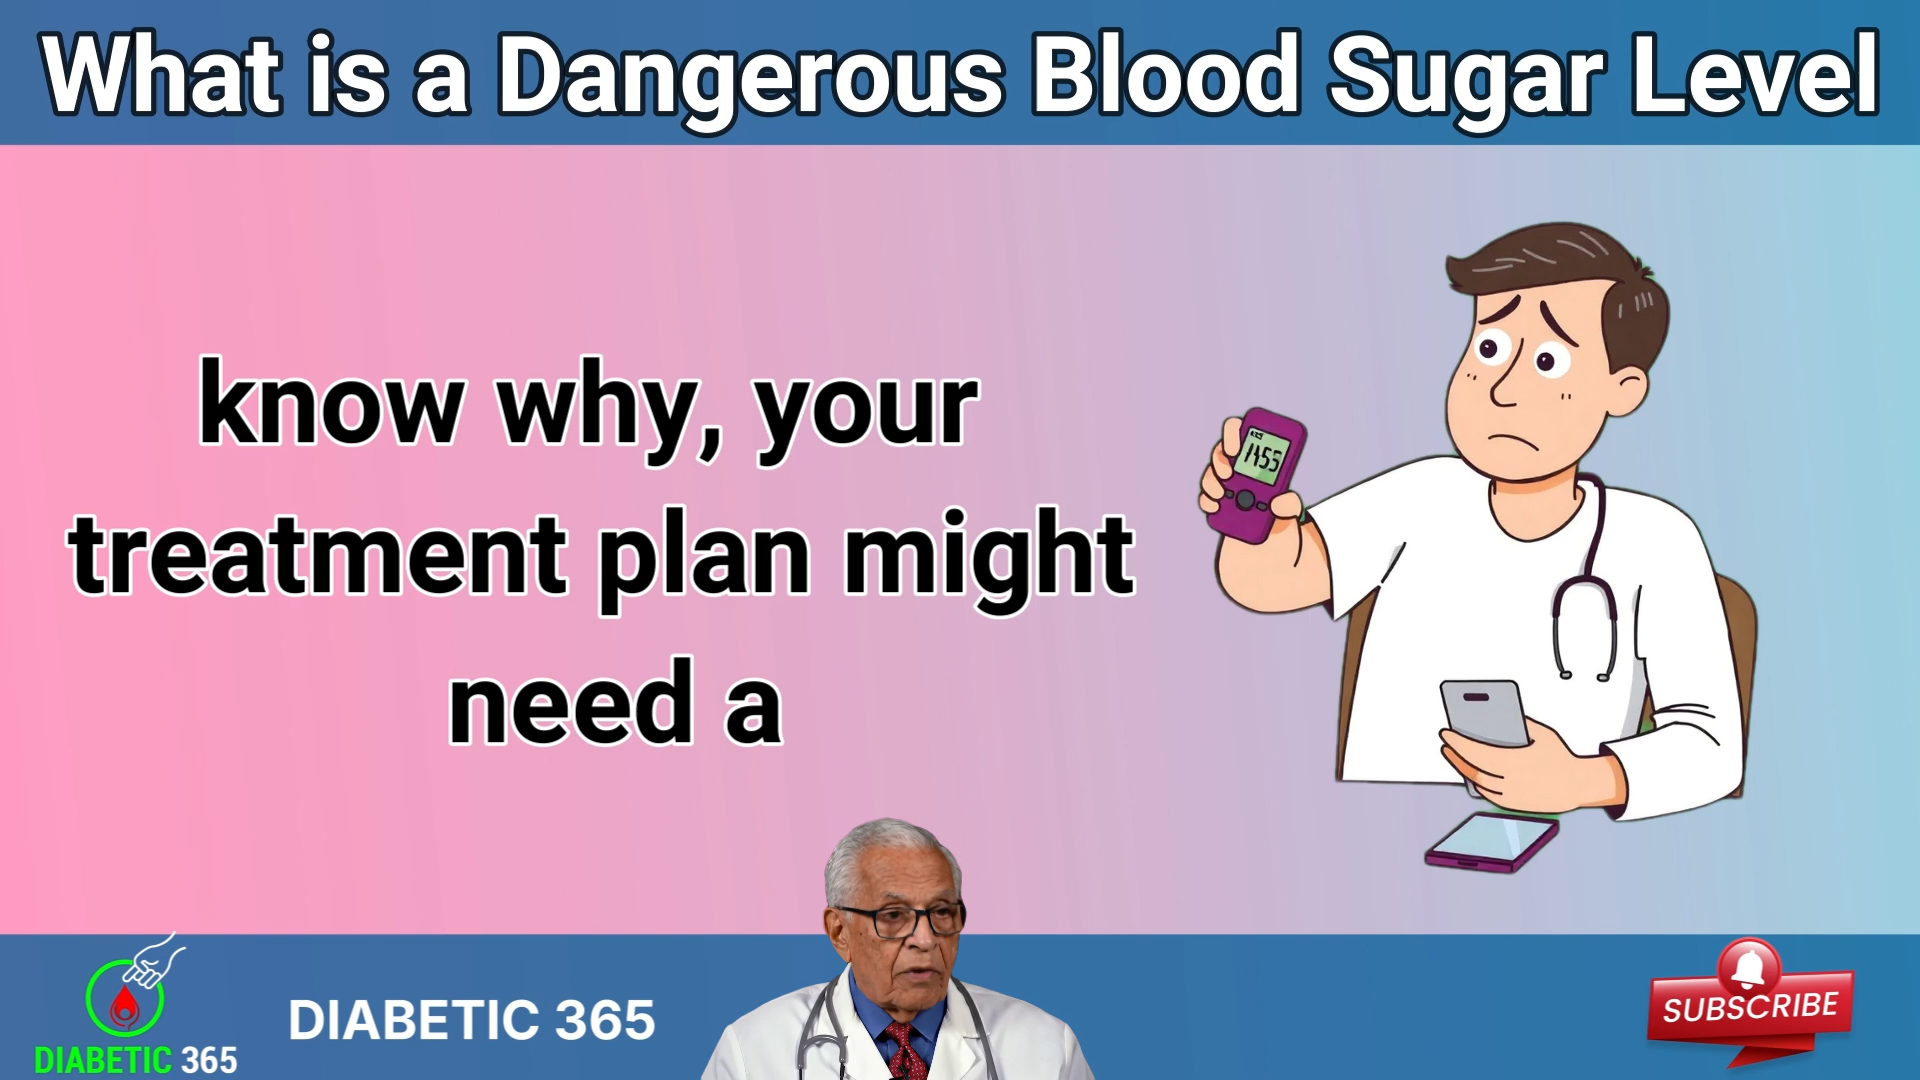 What is a Dangerous Blood Sugar Level
know why, your
treatment plan might
need a
DIABETIC 365
DIABETIC 365
SUBSCRIBE